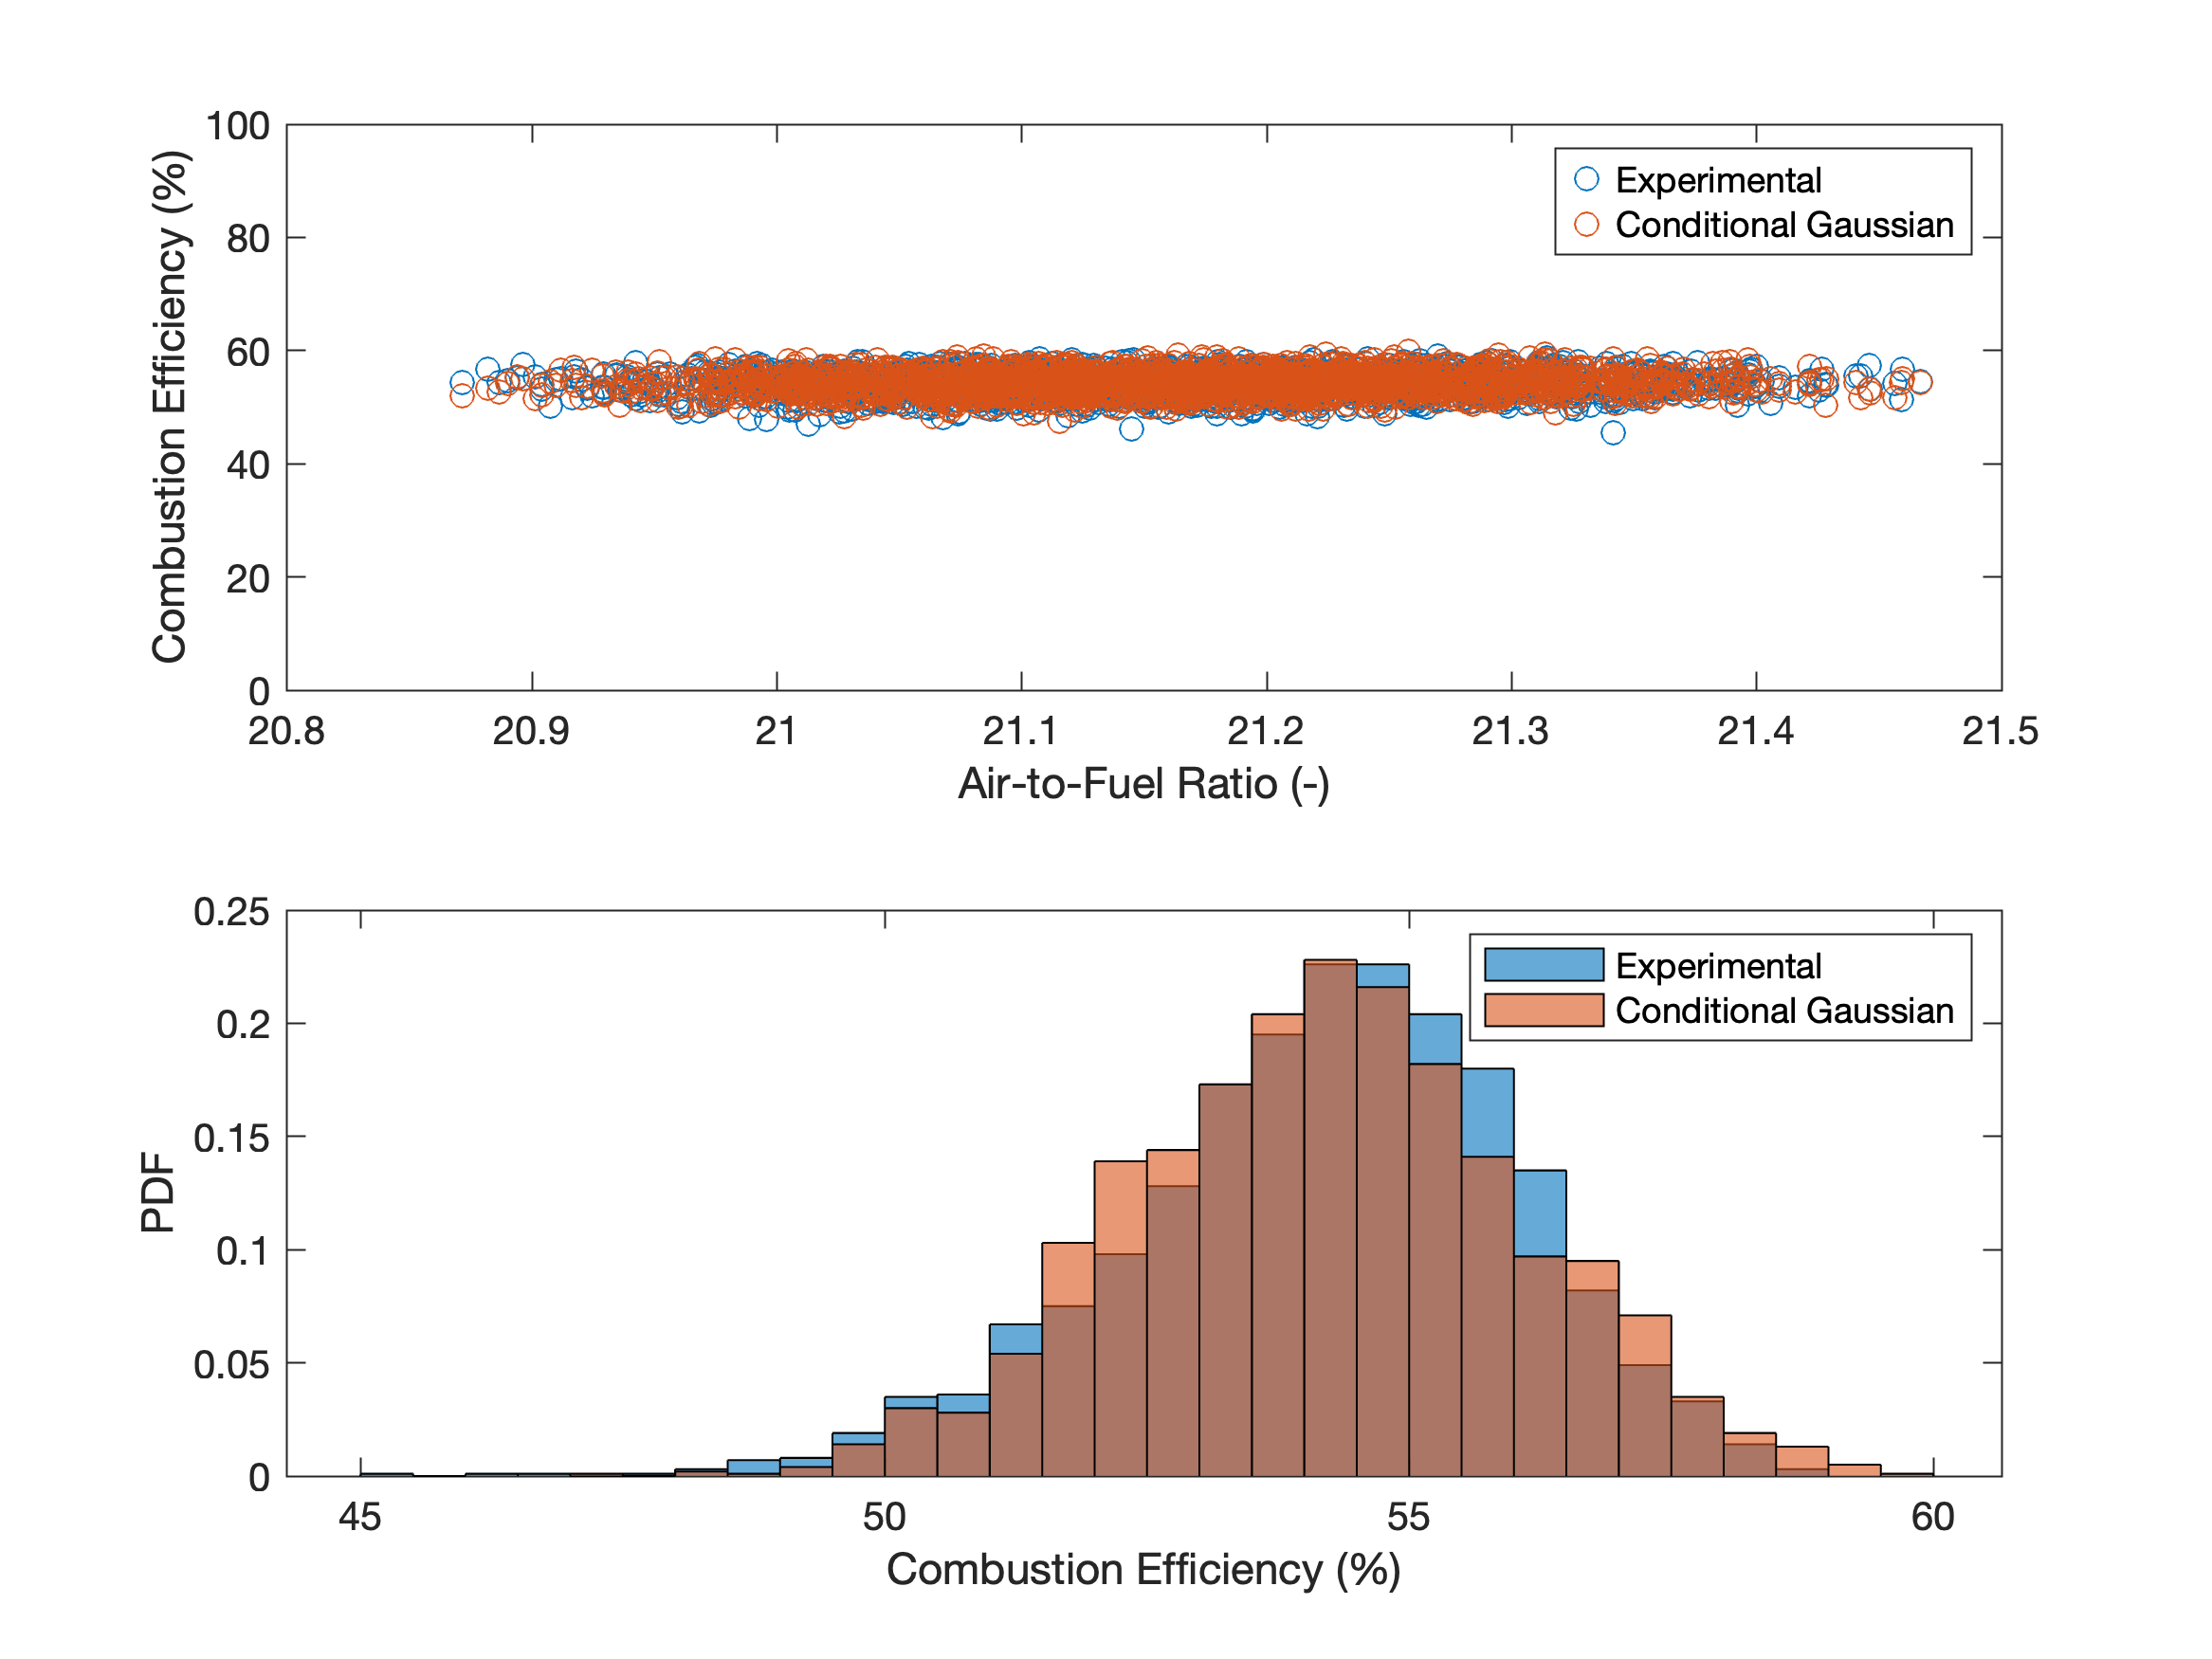 100
80
60
40
20
0
Combustion Efficiency (%)
Experimental
Conditional Gaussian
20.8 20.9 21 21.1 21.2 21.3 21.4 21.5
Air-to-Fuel Ratio (-)
0.25
0.2
0.15
0.1
0.05
0
PDF
Experimental
Conditional Gaussian
45 50 55 60
Combustion Efficiency (%)